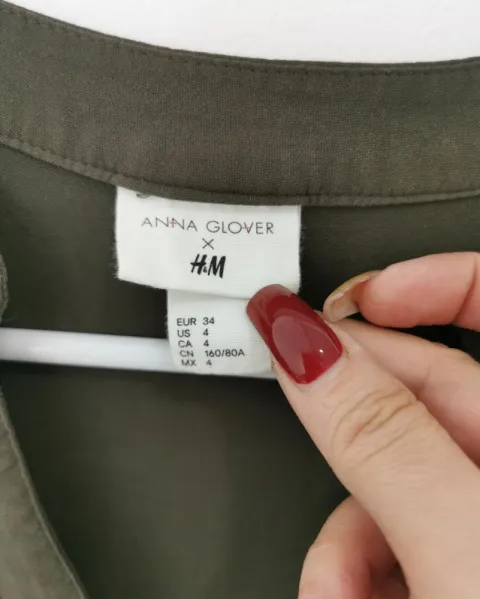 ANNA GLOVER
X
H&M
EUR 34
US 4
CA 4
CN 160/80A
MX 4